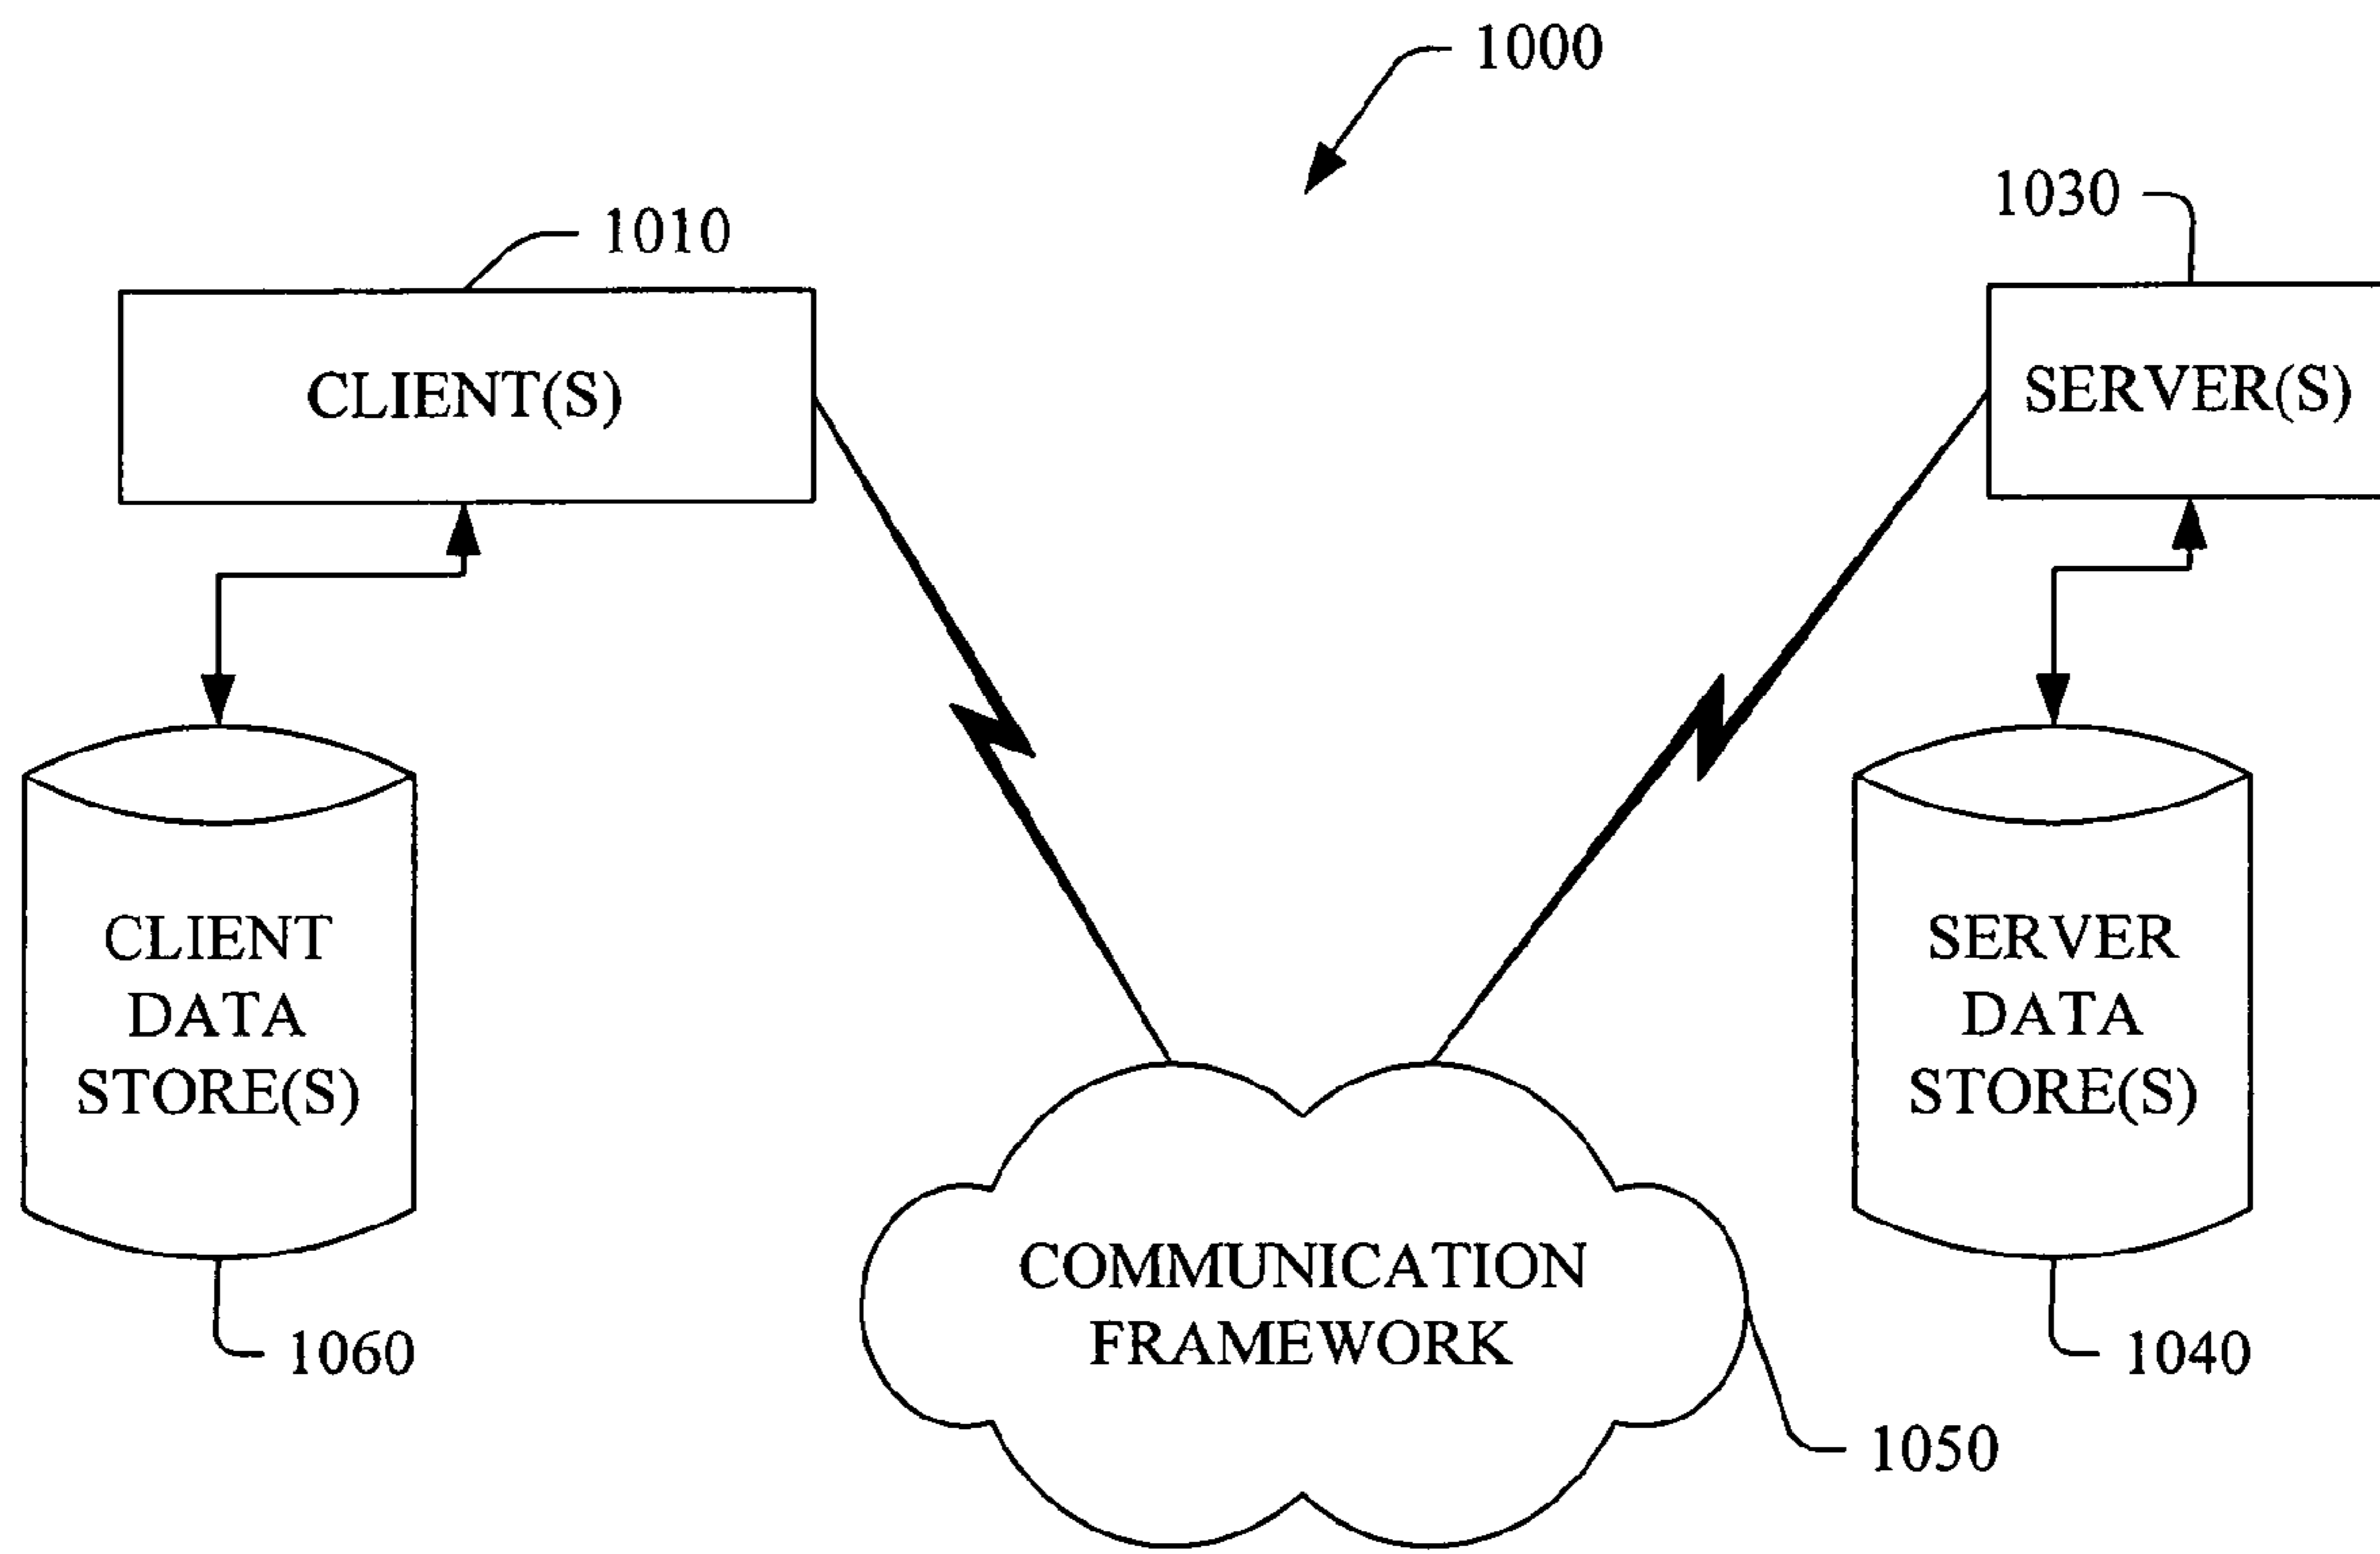 1000
1010
1030
CLIENT(S)
SERVER(S)
CLIENT
DATA
STORE(S)
SERVER
DATA
STORE(S)
COMMUNICATION
FRAMEWORK
1060
1040
1050